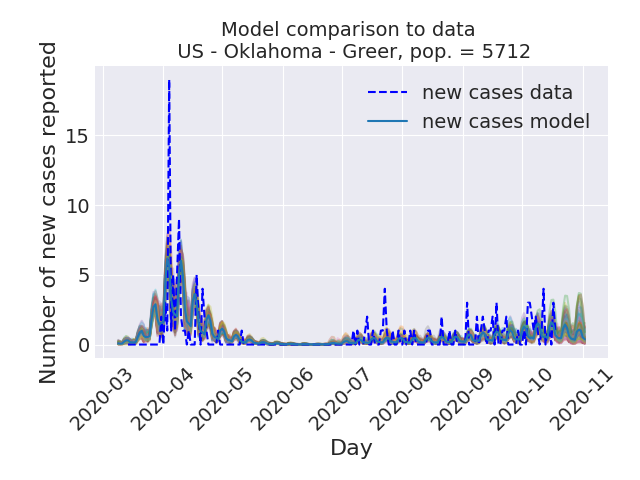 Model comparison to data
US - Oklahoma - Greer, pop. = 5712
Number of new cases reported
15
10
5
0
new cases data
new cases model
2020-03
2020-04
2020-05
2020-06
2020-07
2020-08
2020-09
2020-10
2020-11
Day